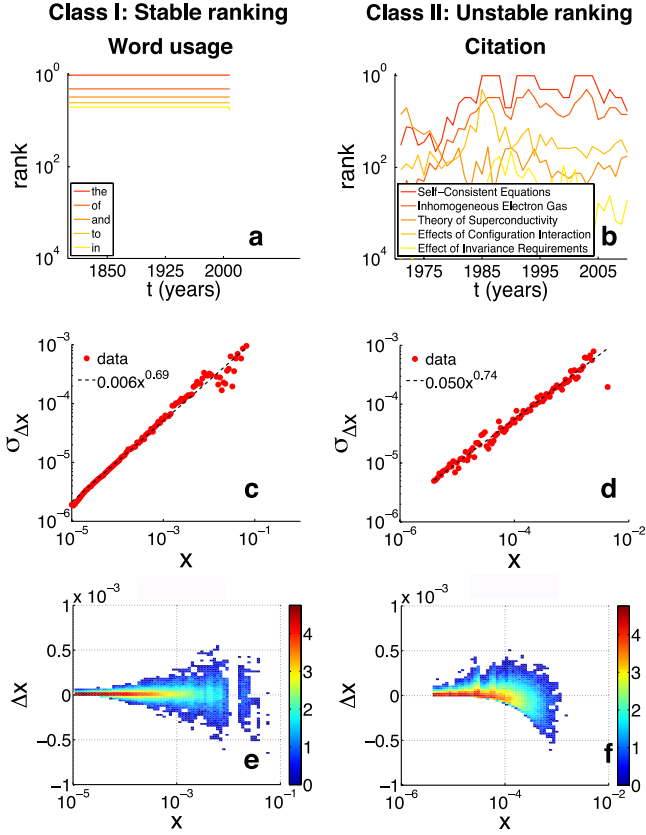 Class I: Stable ranking
Class II: Unstable ranking
Word usage
Citation
10^0
10^2
10^4
rank
the
of
and
to
in
a
1850 1925 2000
t (years)
10^0
10^2
10^4
rank
Self−Consistent Equations
Inhomogeneous Electron Gas
Theory of Superconductivity
Effects of Configuration Interaction
Effect of Invariance Requirements
b
1975 1985 1995 2005
t (years)
10^−3
10^−4
10^−5
10^−6
σ_Δx
data
0.006x^0.69
c
10^−5 10^−3 10^−1
x
10^−3
10^−4
10^−5
10^−6
σ_Δx
data
0.050x^0.74
d
10^−6 10^−4 10^−2
x
x 10^−3
1
0.5
0
−0.5
−1
Δx
e
4
3
2
1
0
10^−5 10^−3 10^−1
x
x 10^−3
1
0.5
0
−0.5
−1
Δx
f
4
3
2
1
0
10^−6 10^−4 10^−2
x